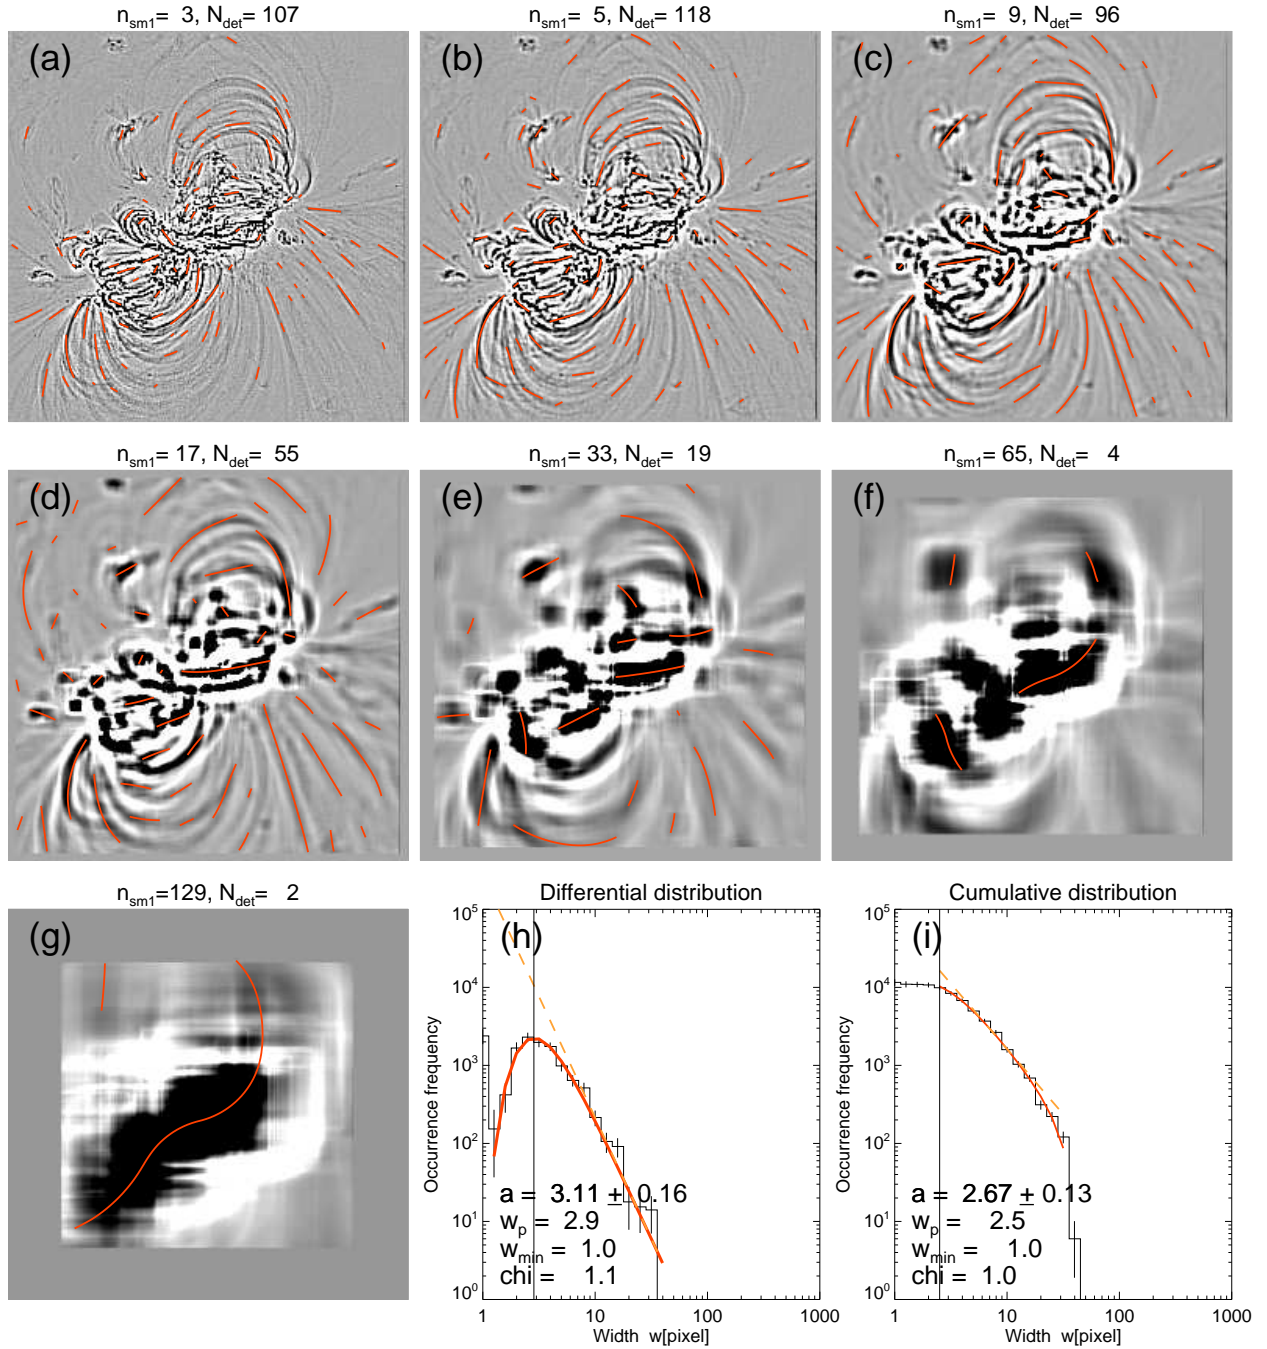 n_sm1= 3, N_det= 107
n_sm1= 5, N_det= 118
n_sm1= 9, N_det= 96
(a)
(b)
(c)
n_sm1= 17, N_det= 55
n_sm1= 33, N_det= 19
n_sm1= 65, N_det= 4
(d)
(e)
(f)
n_sm1=129, N_det= 2
Differential distribution
Cumulative distribution
(g)
(h)
(i)
Occurrence frequency
10^5
10^4
10^3
10^2
10^1
10^0
a = 3.11 ± 0.16
w_p = 2.9
w_min = 1.0
chi = 1.1
1 10 100 1000
Width w[pixel]
Occurrence frequency
10^5
10^4
10^3
10^2
10^1
10^0
a = 2.67 ± 0.13
w_p = 2.5
w_min = 1.0
chi = 1.0
1 10 100 1000
Width w[pixel]